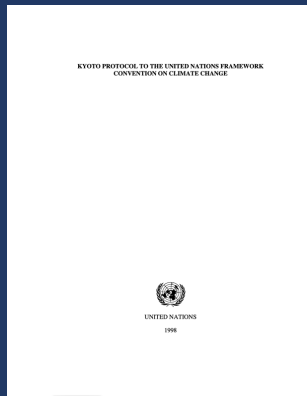 KYOTO PROTOCOL TO THE UNITED NATIONS FRAMEWORK
CONVENTION ON CLIMATE CHANGE
UNITED NATIONS
1998